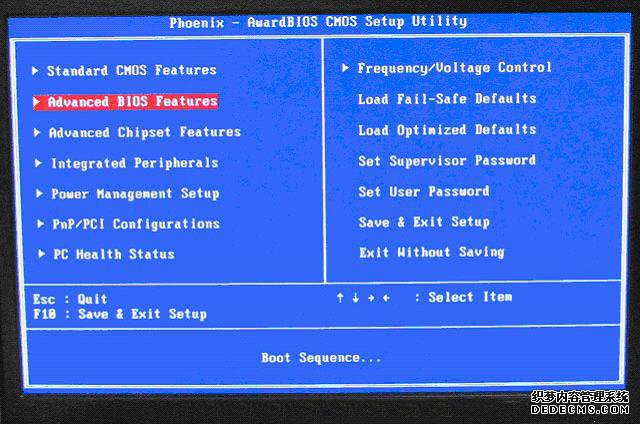 Phoenix - AwardBIOS CMOS Setup Utility
Standard CMOS Features
Advanced BIOS Features
Advanced Chipset Features
Integrated Peripherals
Power Management Setup
PnP/PCI Configurations
PC Health Status
Frequency/Voltage Control
Load Fail-Safe Defaults
Load Optimized Defaults
Set Supervisor Password
Set User Password
Save & Exit Setup
Exit Without Saving
Esc : Quit
F10 : Save & Exit Setup
↑ ↓ → ← : Select Item
Boot Sequence...
织梦内容管理系统
DEDECMS.COM